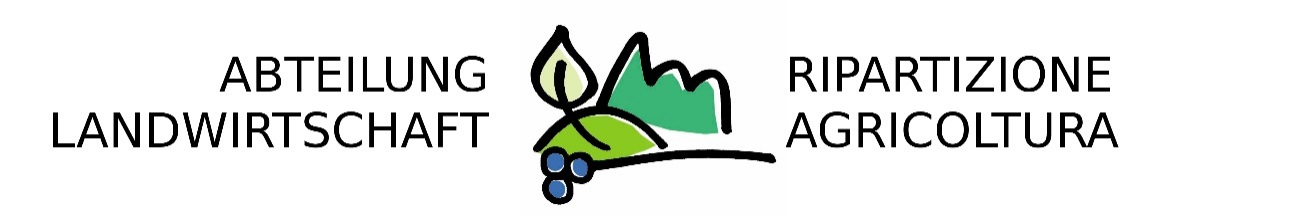 ABTEILUNG
LANDWIRTSCHAFT
RIPARTIZIONE
AGRICOLTURA